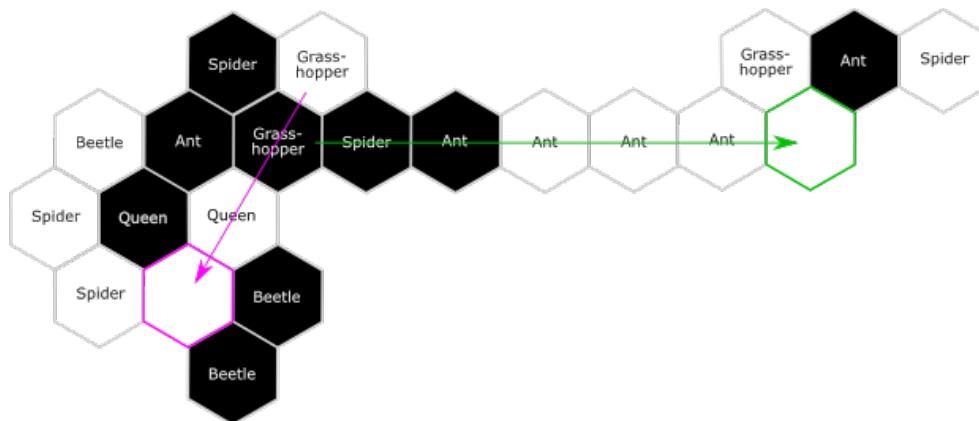 Spider
Grass-
hopper
Grass-
hopper
Ant
Spider
Beetle
Ant
Grass-
hopper
Spider
Ant
Ant
Ant
Ant
Spider
Queen
Queen
Spider
Beetle
Beetle